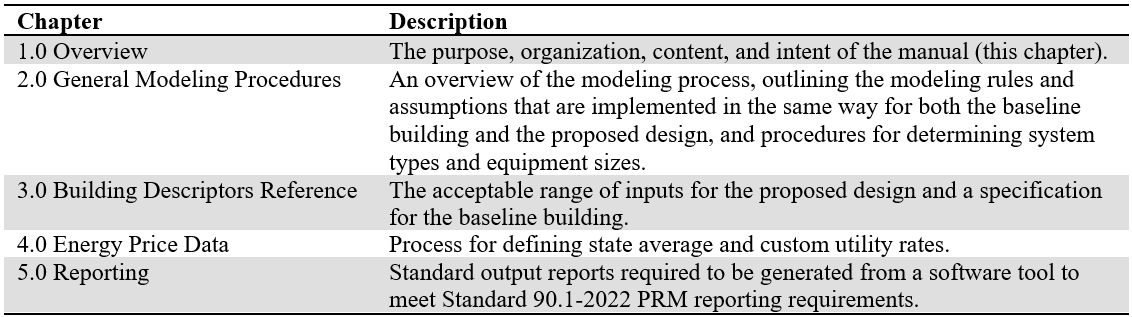 Chapter Description
1.0 Overview The purpose, organization, content, and intent of the manual (this chapter).
2.0 General Modeling Procedures An overview of the modeling process, outlining the modeling rules and
assumptions that are implemented in the same way for both the baseline
building and the proposed design, and procedures for determining system
types and equipment sizes.
3.0 Building Descriptors Reference The acceptable range of inputs for the proposed design and a specification
for the baseline building.
4.0 Energy Price Data Process for defining state average and custom utility rates.
5.0 Reporting Standard output reports required to be generated from a software tool to
meet Standard 90.1-2022 PRM reporting requirements.